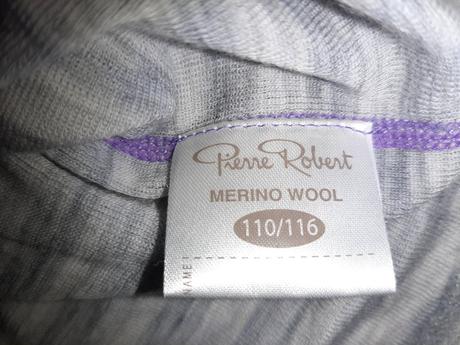 Pierre Robert
MERINO WOOL
110/116
NAME